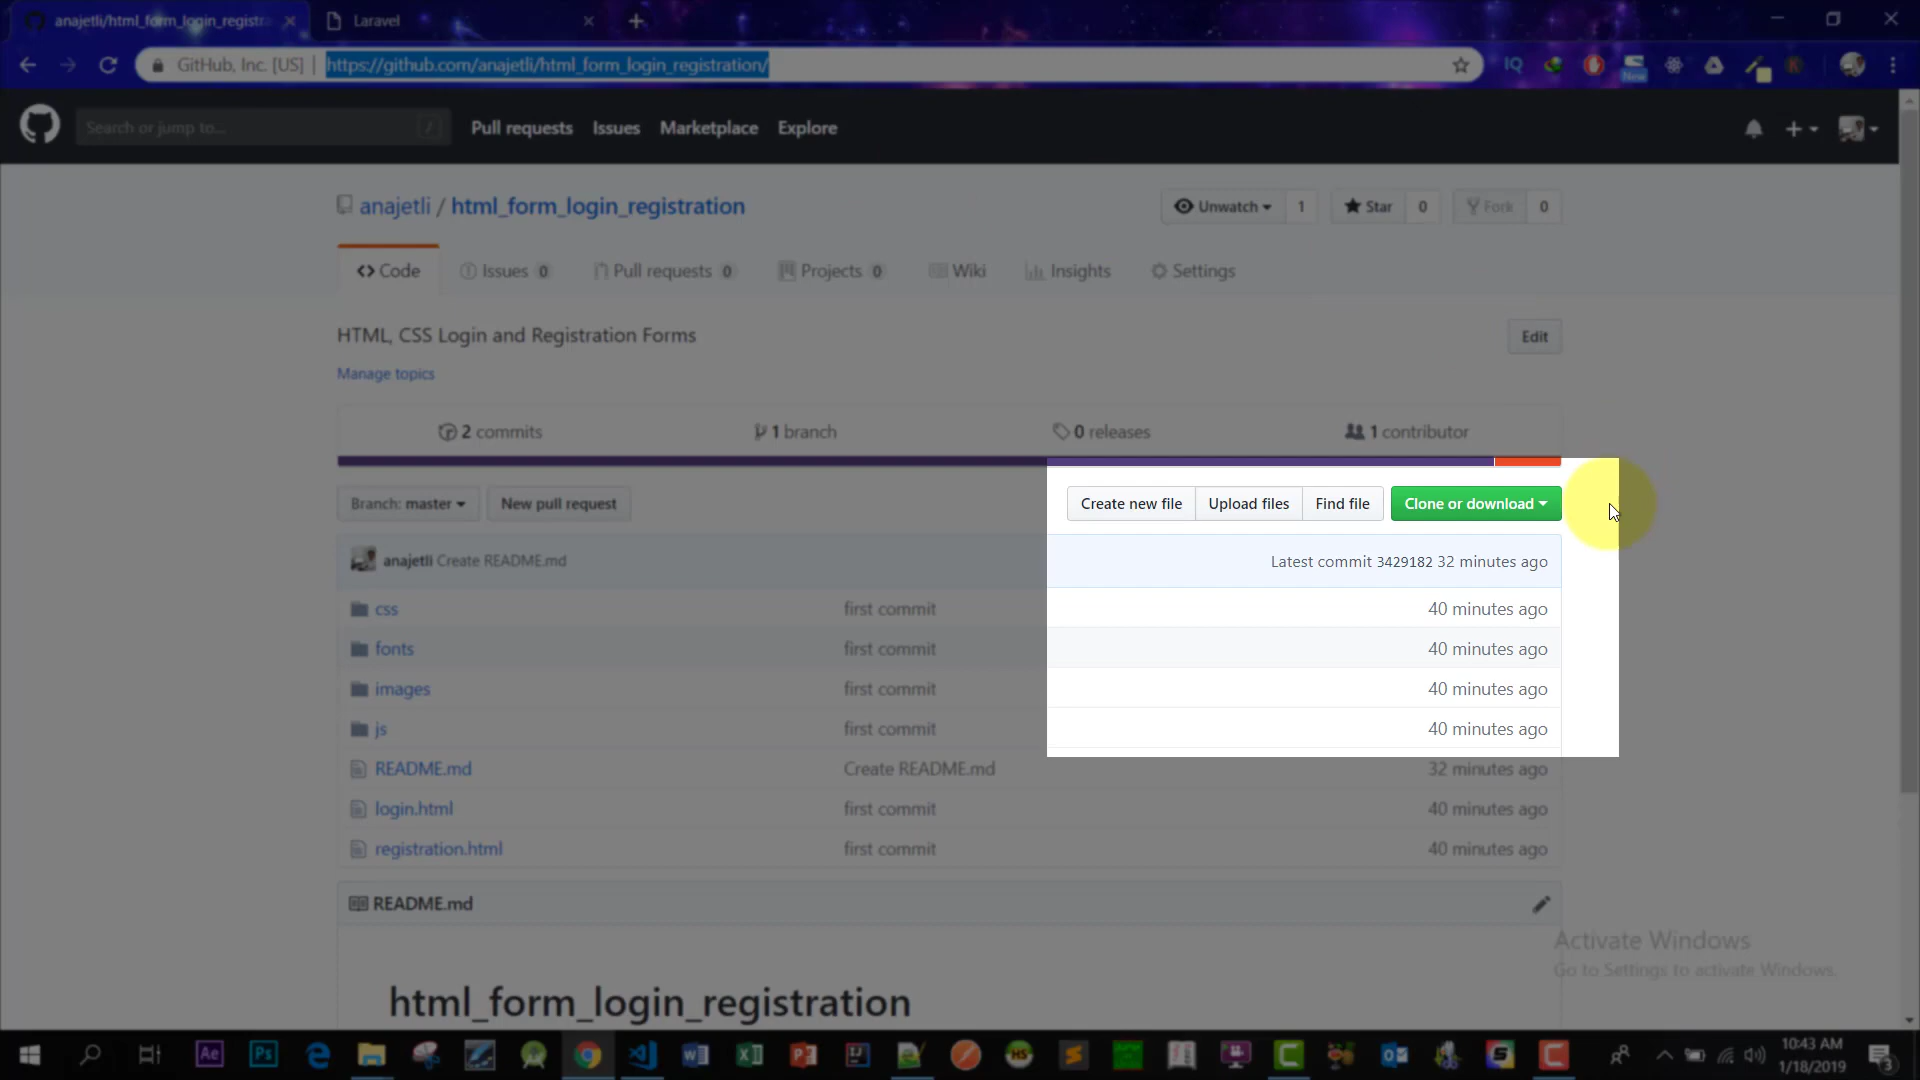 anajetli/html_form_login_registra
Laravel
GitHub, Inc. [US] | https://github.com/anajetli/html_form_login_registration/
IQ
New
K
Search or jump to...
/
Pull requests
Issues
Marketplace
Explore
anajetli / html_form_login_registration
Unwatch 1
Star 0
Fork 0
Code
Issues 0
Pull requests 0
Projects 0
Wiki
Insights
Settings
HTML, CSS Login and Registration Forms
Edit
Manage topics
2 commits
1 branch
0 releases
1 contributor
Branch: master
New pull request
Create new file
Upload files
Find file
Clone or download
anajetli Create README.md
Latest commit 3429182 32 minutes ago
css first commit 40 minutes ago
fonts first commit 40 minutes ago
images first commit 40 minutes ago
js first commit 40 minutes ago
README.md Create README.md 32 minutes ago
login.html first commit 40 minutes ago
registration.html first commit 40 minutes ago
README.md
Activate Windows
Go to Settings to activate Windows.
html_form_login_registration
Ae
Ps
HS
10:43 AM
1/18/2019
3